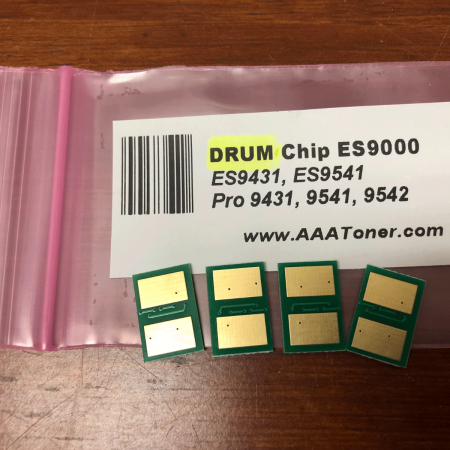 DRUM Chip ES9000
ES9431, ES9541
Pro 9431, 9541, 9542
www.AAAToner.com